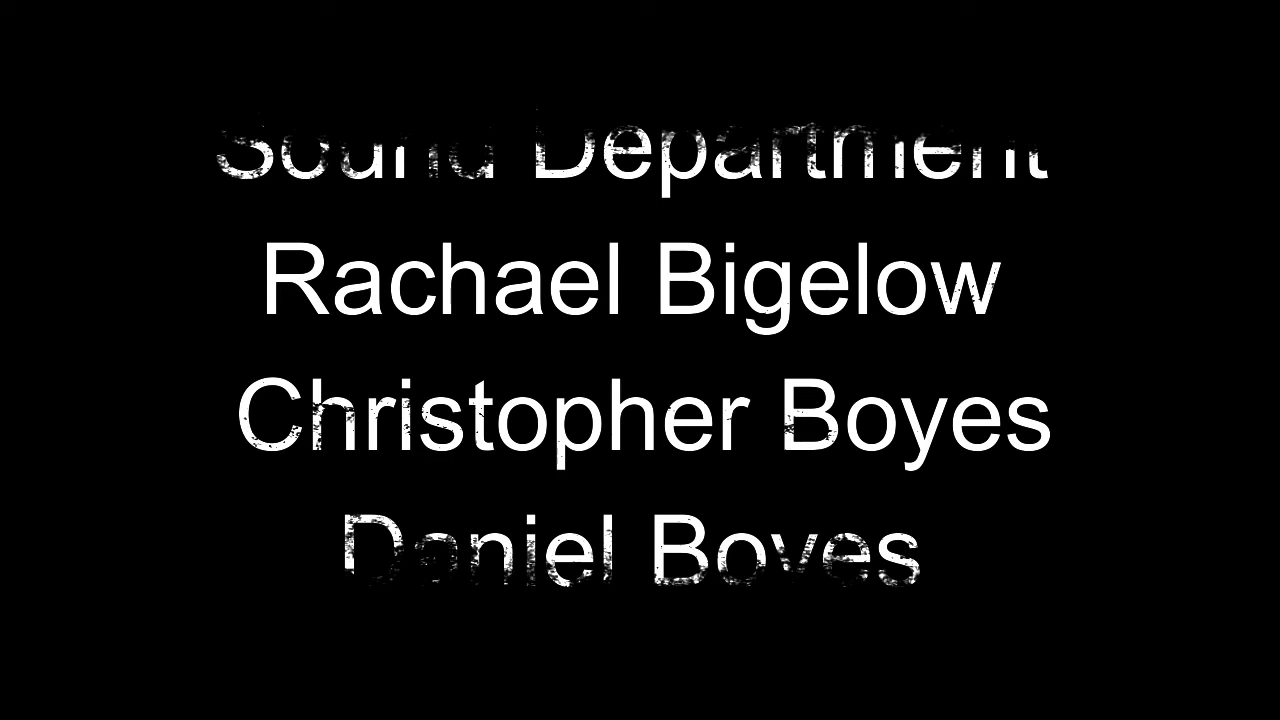 Sound Department
Rachael Bigelow
Christopher Boyes
Daniel Boyes